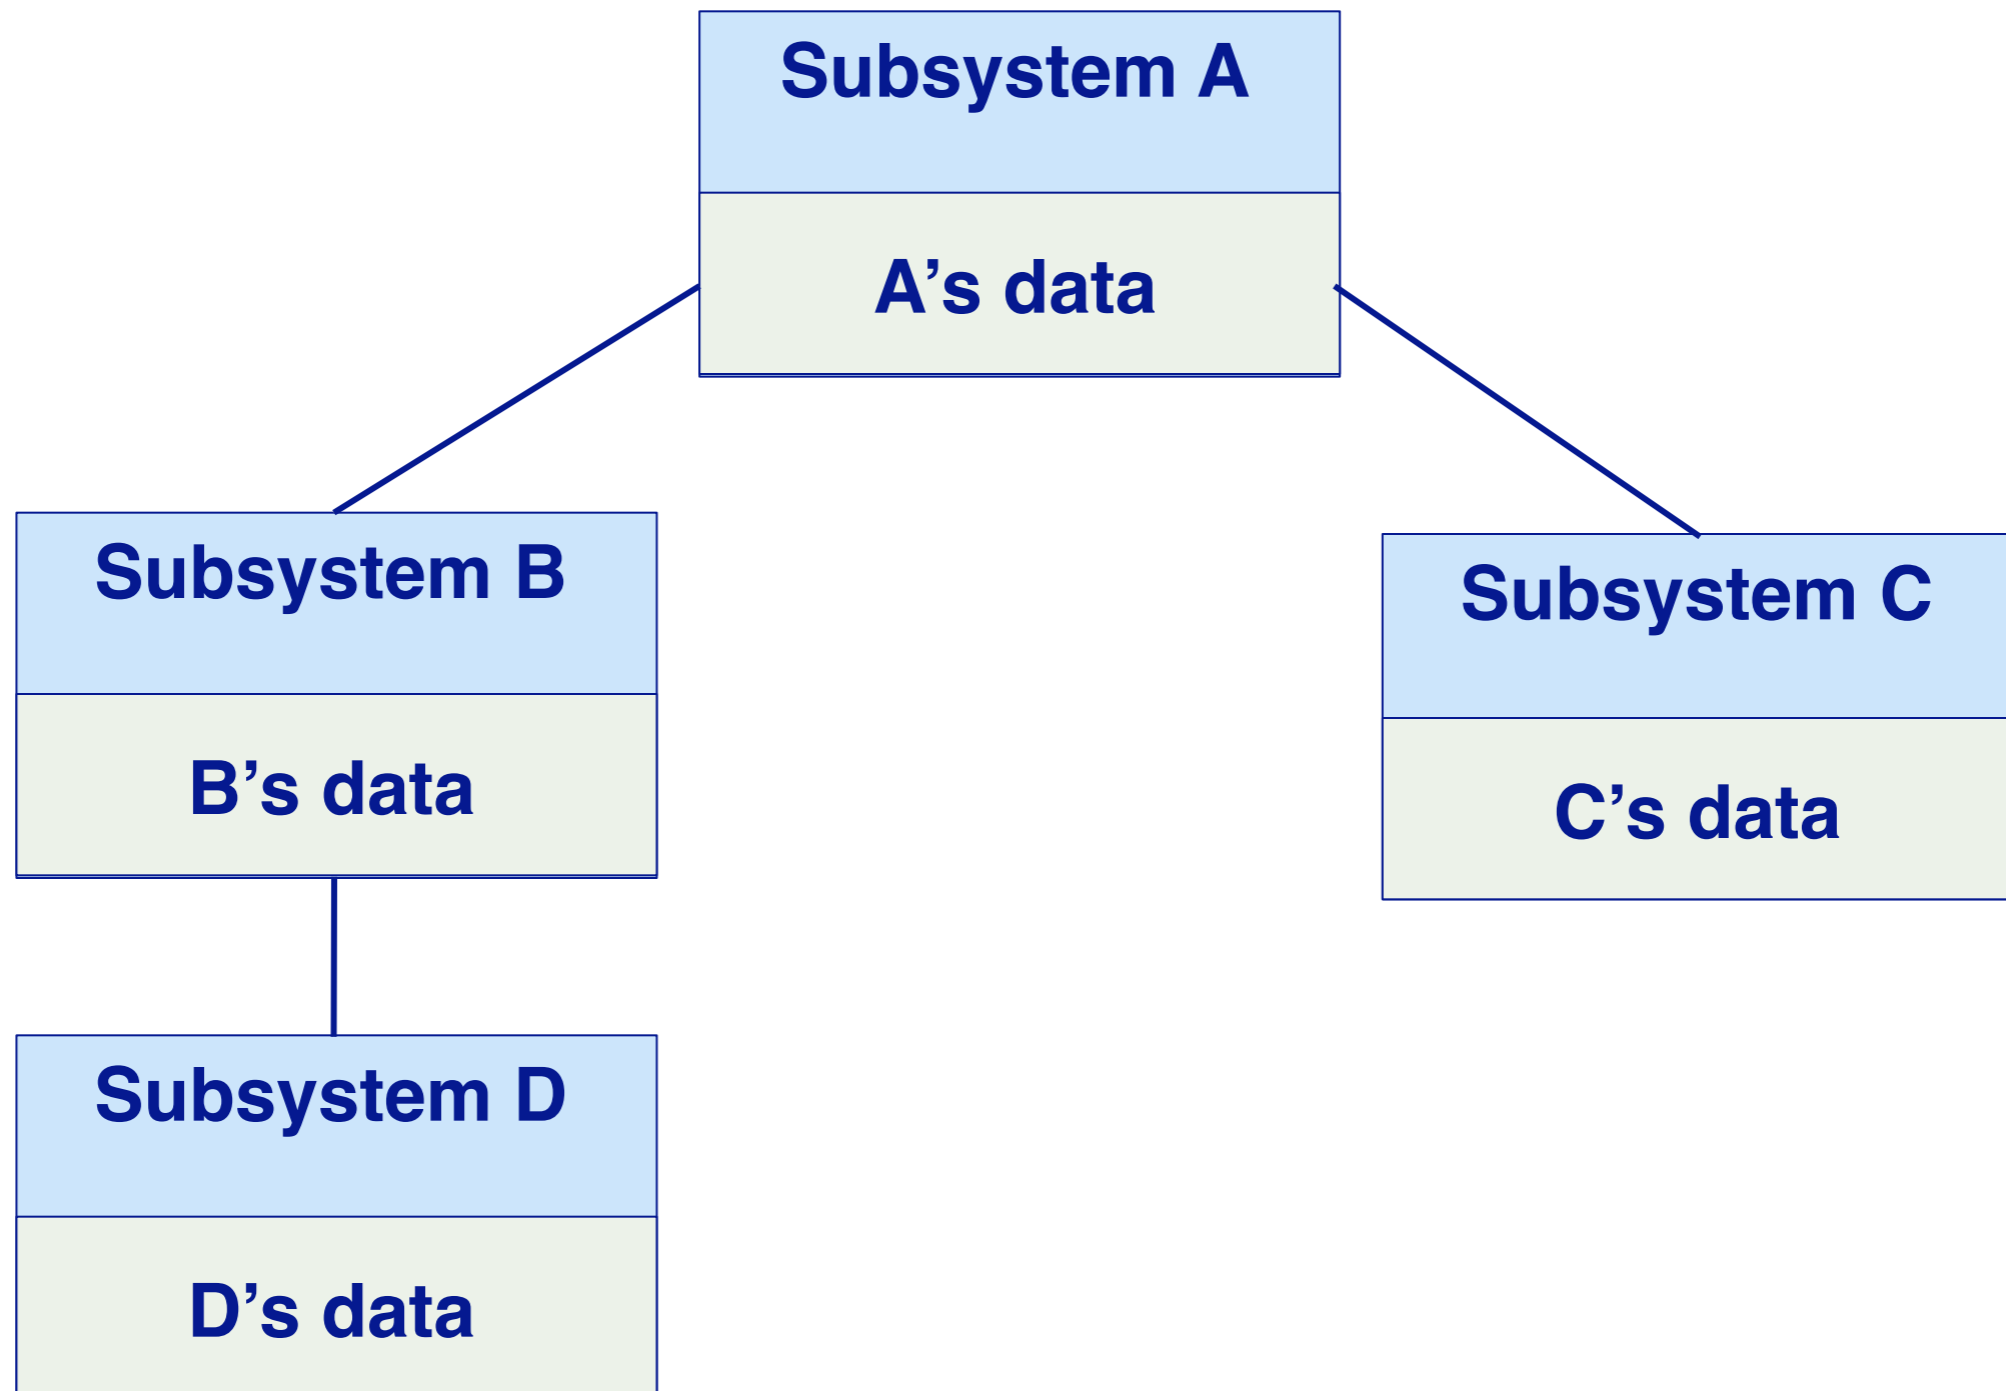 Subsystem A
A’s data
Subsystem B
B’s data
Subsystem C
C’s data
Subsystem D
D’s data